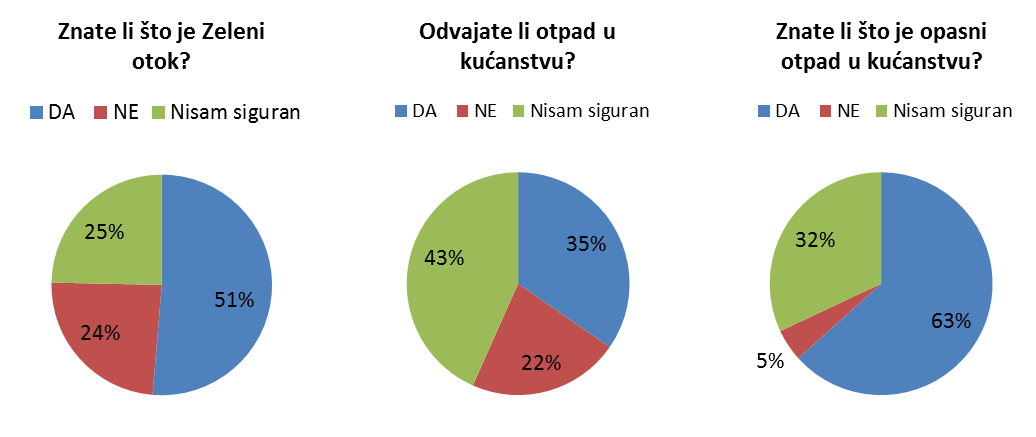 Znate li što je Zeleni
otok?
DA NE Nisam siguran
25%
51%
24%
Odvajate li otpad u
kućanstvu?
DA NE Nisam siguran
35%
43%
22%
Znate li što je opasni
otpad u kućanstvu?
DA NE Nisam siguran
32%
63%
5%